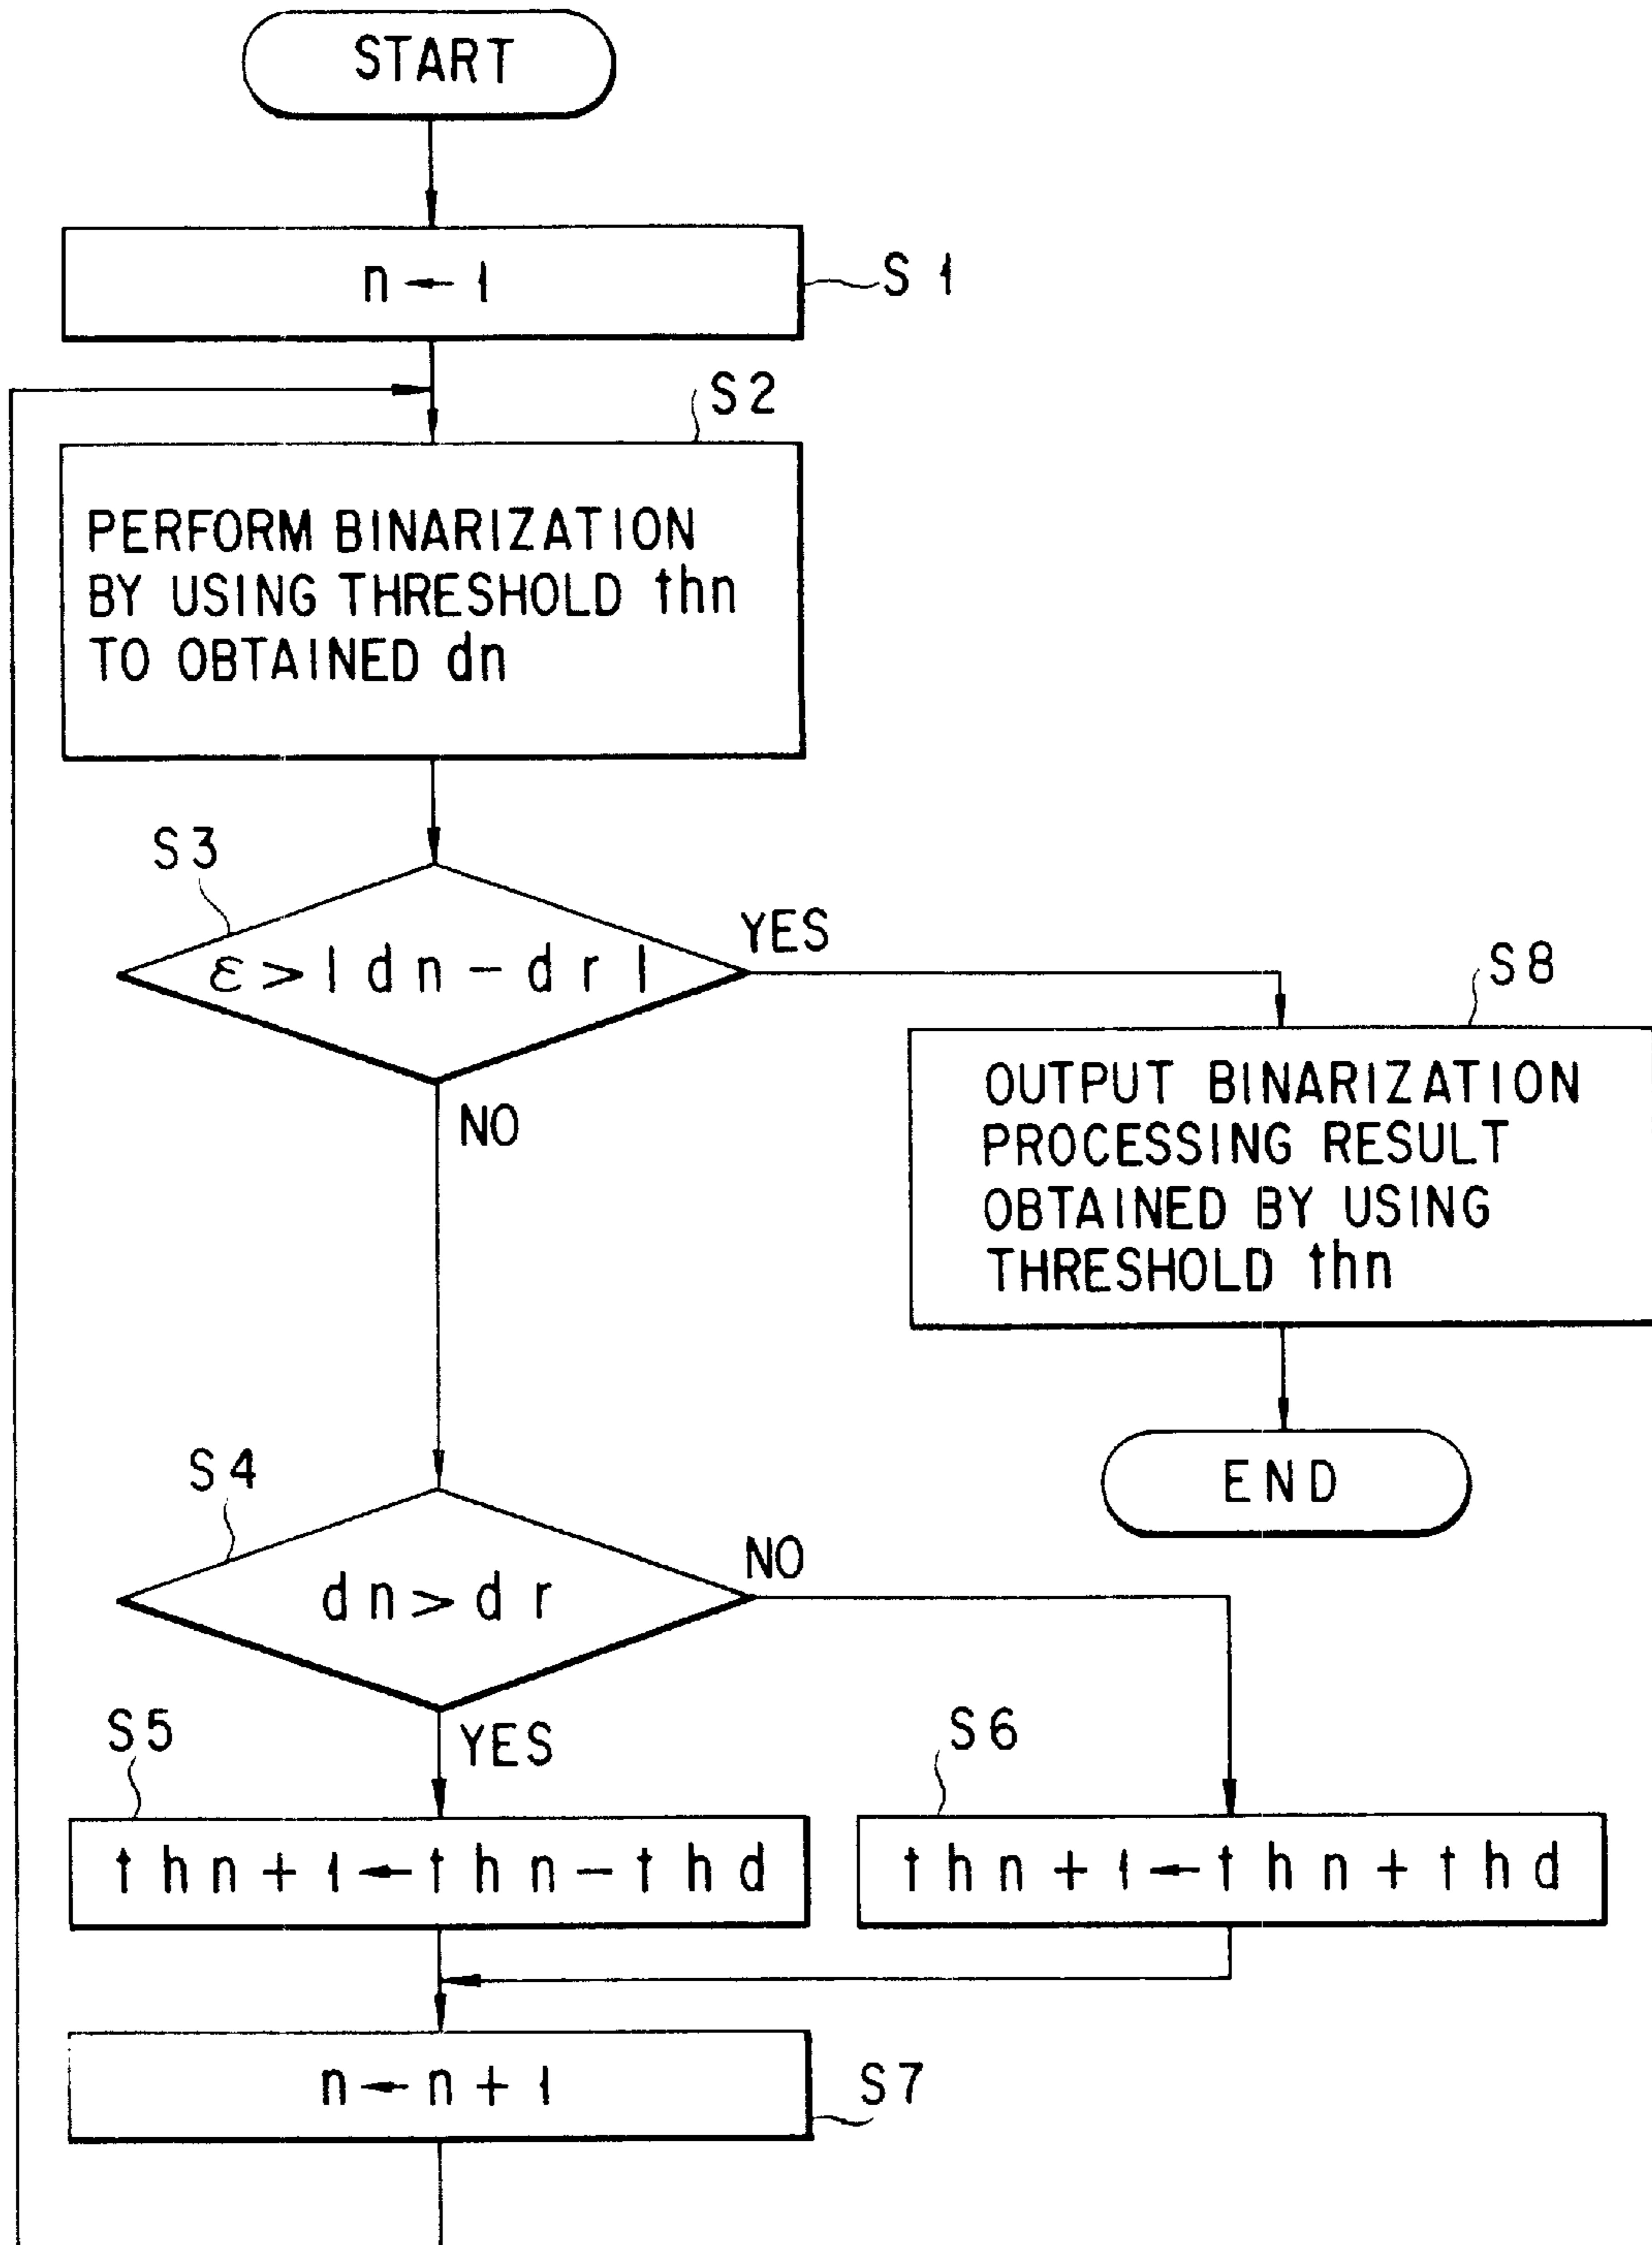 START
n ← 1
S1
S2
PERFORM BINARIZATION
BY USING THRESHOLD thn
TO OBTAINED dn
S3
ε > | dn - dr |
YES
NO
S8
OUTPUT BINARIZATION
PROCESSING RESULT
OBTAINED BY USING
THRESHOLD thn
END
S4
dn > dr
NO
YES
S5
thn + 1 ← thn - thd
S6
thn + 1 ← thn + thd
n ← n + 1
S7